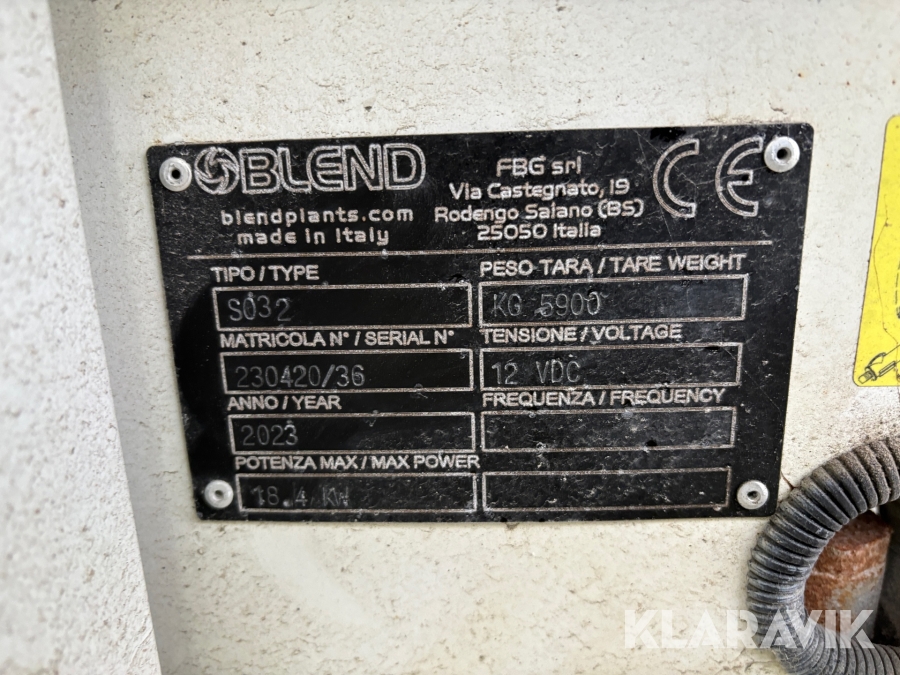 BLEND
blendplants.com
made in Italy
FBG srl
Via Castegnato, 19
Rodengo Saiano (BS)
25050 Italia
CE
TIPO / TYPE
S032
PESO TARA / TARE WEIGHT
KG 5900
MATRICOLA N° / SERIAL N°
230420/36
TENSIONE / VOLTAGE
12 VDC
ANNO / YEAR
2023
FREQUENZA / FREQUENCY
POTENZA MAX / MAX POWER
18.4 KW
KLARAVIK